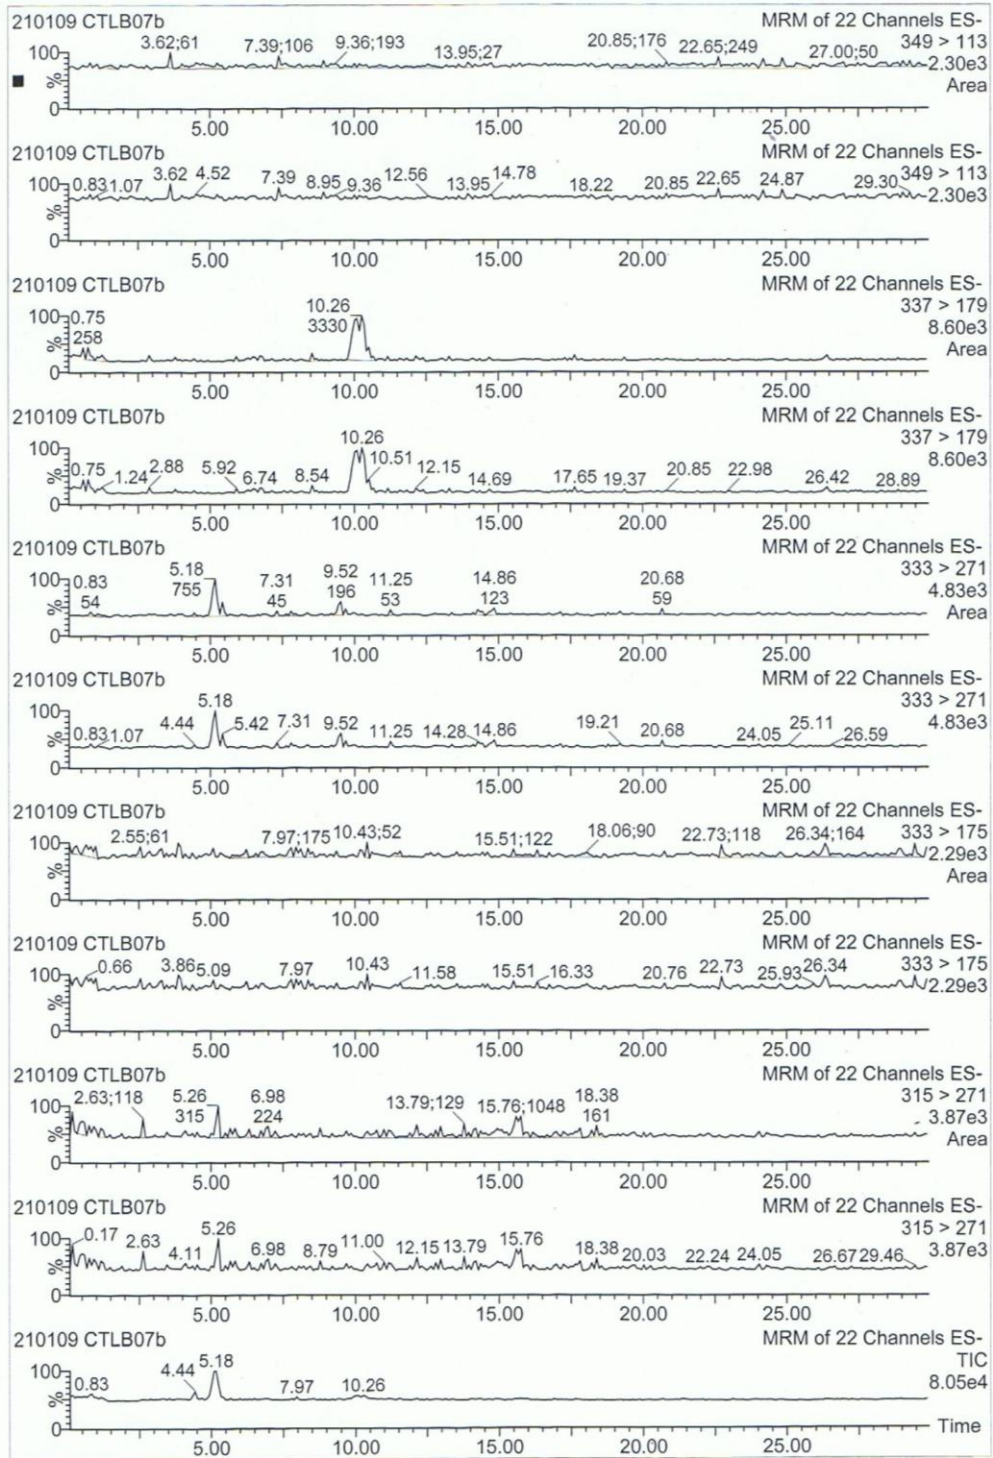 210109 CTLB07b MRM of 22 Channels ES-
349 > 113
2.30e3
Area
3.62;61 7.39;106 9.36;193 13.95;27 20.85;176 22.65;249 27.00;50
100
%
0
5.00 10.00 15.00 20.00 25.00
210109 CTLB07b MRM of 22 Channels ES-
349 > 113
2.30e3
0.83 1.07 3.62 4.52 7.39 8.95 9.36 12.56 13.95 14.78 18.22 20.85 22.65 24.87 29.30
100
%
0
5.00 10.00 15.00 20.00 25.00
210109 CTLB07b MRM of 22 Channels ES-
337 > 179
8.60e3
Area
0.75 10.26
258 3330
100
%
0
5.00 10.00 15.00 20.00 25.00
210109 CTLB07b MRM of 22 Channels ES-
337 > 179
8.60e3
0.75 1.24 2.88 5.92 6.74 8.54 10.26 10.51 12.15 14.69 17.65 19.37 20.85 22.98 26.42 28.89
100
%
0
5.00 10.00 15.00 20.00 25.00
210109 CTLB07b MRM of 22 Channels ES-
333 > 271
4.83e3
Area
0.83 5.18 7.31 9.52 11.25 14.86 20.68
54 755 45 196 53 123 59
100
%
0
5.00 10.00 15.00 20.00 25.00
210109 CTLB07b MRM of 22 Channels ES-
333 > 271
4.83e3
0.83 1.07 4.44 5.18 5.42 7.31 9.52 11.25 14.28 14.86 19.21 20.68 24.05 25.11 26.59
100
%
0
5.00 10.00 15.00 20.00 25.00
210109 CTLB07b MRM of 22 Channels ES-
333 > 175
2.29e3
Area
2.55;61 7.97;175 10.43;52 15.51;122 18.06;90 22.73;118 26.34;164
100
%
0
5.00 10.00 15.00 20.00 25.00
210109 CTLB07b MRM of 22 Channels ES-
333 > 175
2.29e3
0.66 3.86 5.09 7.97 10.43 11.58 15.51 16.33 20.76 22.73 25.93 26.34
100
%
0
5.00 10.00 15.00 20.00 25.00
210109 CTLB07b MRM of 22 Channels ES-
315 > 271
3.87e3
Area
2.63;118 5.26 6.98 13.79;129 15.76;1048 18.38
315 224 161
100
%
0
5.00 10.00 15.00 20.00 25.00
210109 CTLB07b MRM of 22 Channels ES-
315 > 271
3.87e3
0.17 2.63 4.11 5.26 6.98 8.79 11.00 12.15 13.79 15.76 18.38 20.03 22.24 24.05 26.67 29.46
100
%
0
5.00 10.00 15.00 20.00 25.00
210109 CTLB07b MRM of 22 Channels ES-
TIC
8.05e4
0.83 4.44 5.18 7.97 10.26
100
%
0
Time
5.00 10.00 15.00 20.00 25.00